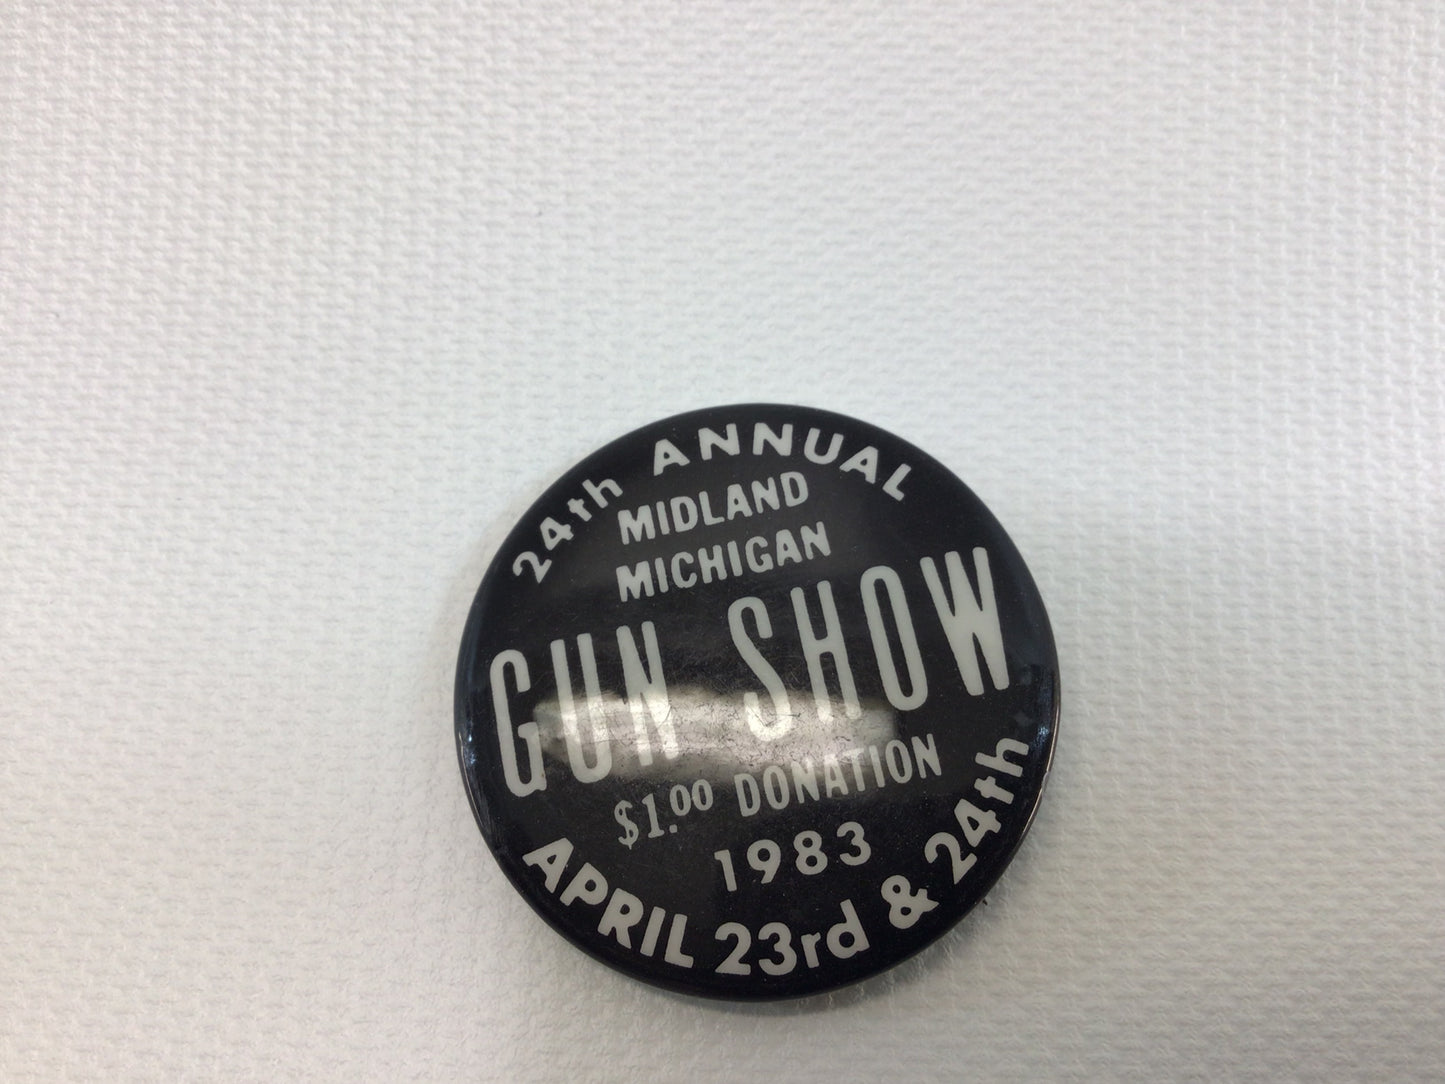 24th ANNUAL
MIDLAND
MICHIGAN
GUN SHOW
$1.00 DONATION
1983
APRIL 23rd & 24th